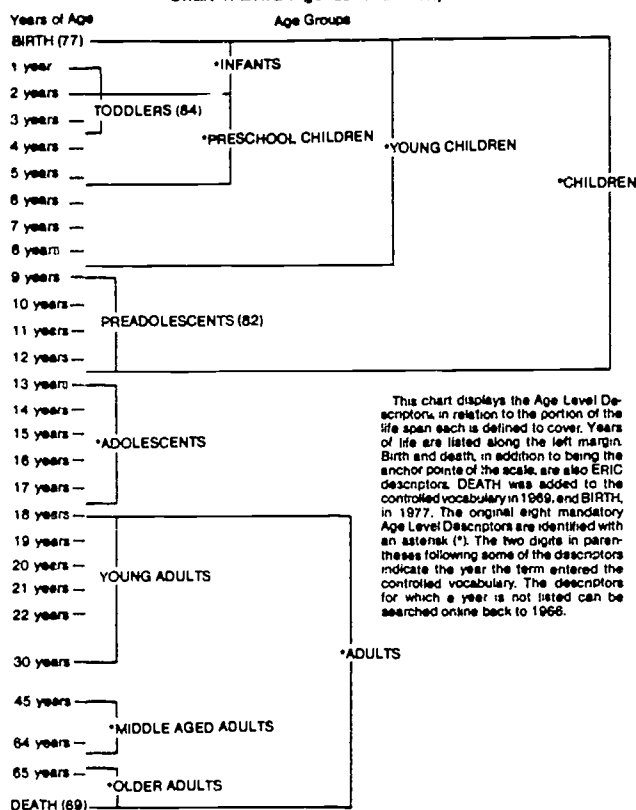 Years of Age Age Groups
BIRTH (77)
1 year
*INFANTS
2 years
TODDLERS (84)
3 years
*PRESCHOOL CHILDREN
*YOUNG CHILDREN
4 years
5 years
*CHILDREN
6 years
7 years
8 years
9 years
10 years
PREADOLESCENTS (82)
11 years
12 years
13 years
14 years
15 years
*ADOLESCENTS
16 years
17 years
18 years
19 years
20 years
YOUNG ADULTS
21 years
22 years
*ADULTS
30 years
45 years
*MIDDLE AGED ADULTS
64 years
65 years
*OLDER ADULTS
DEATH (69)
This chart displays the Age Level De-
scriptors in relation to the portion of the
life span each is defined to cover. Years
of life are listed along the left margin.
Birth and death, in addition to being the
anchor points of the scale, are also ERIC
descriptors. DEATH was added to the
controlled vocabulary in 1969, and BIRTH,
in 1977. The original eight mandatory
Age Level Descriptors are identified with
an asterisk (*). The two digits in paren-
theses following some of the descriptors
indicate the year the term entered the
controlled vocabulary. The descriptors
for which a year is not listed can be
searched online back to 1966.